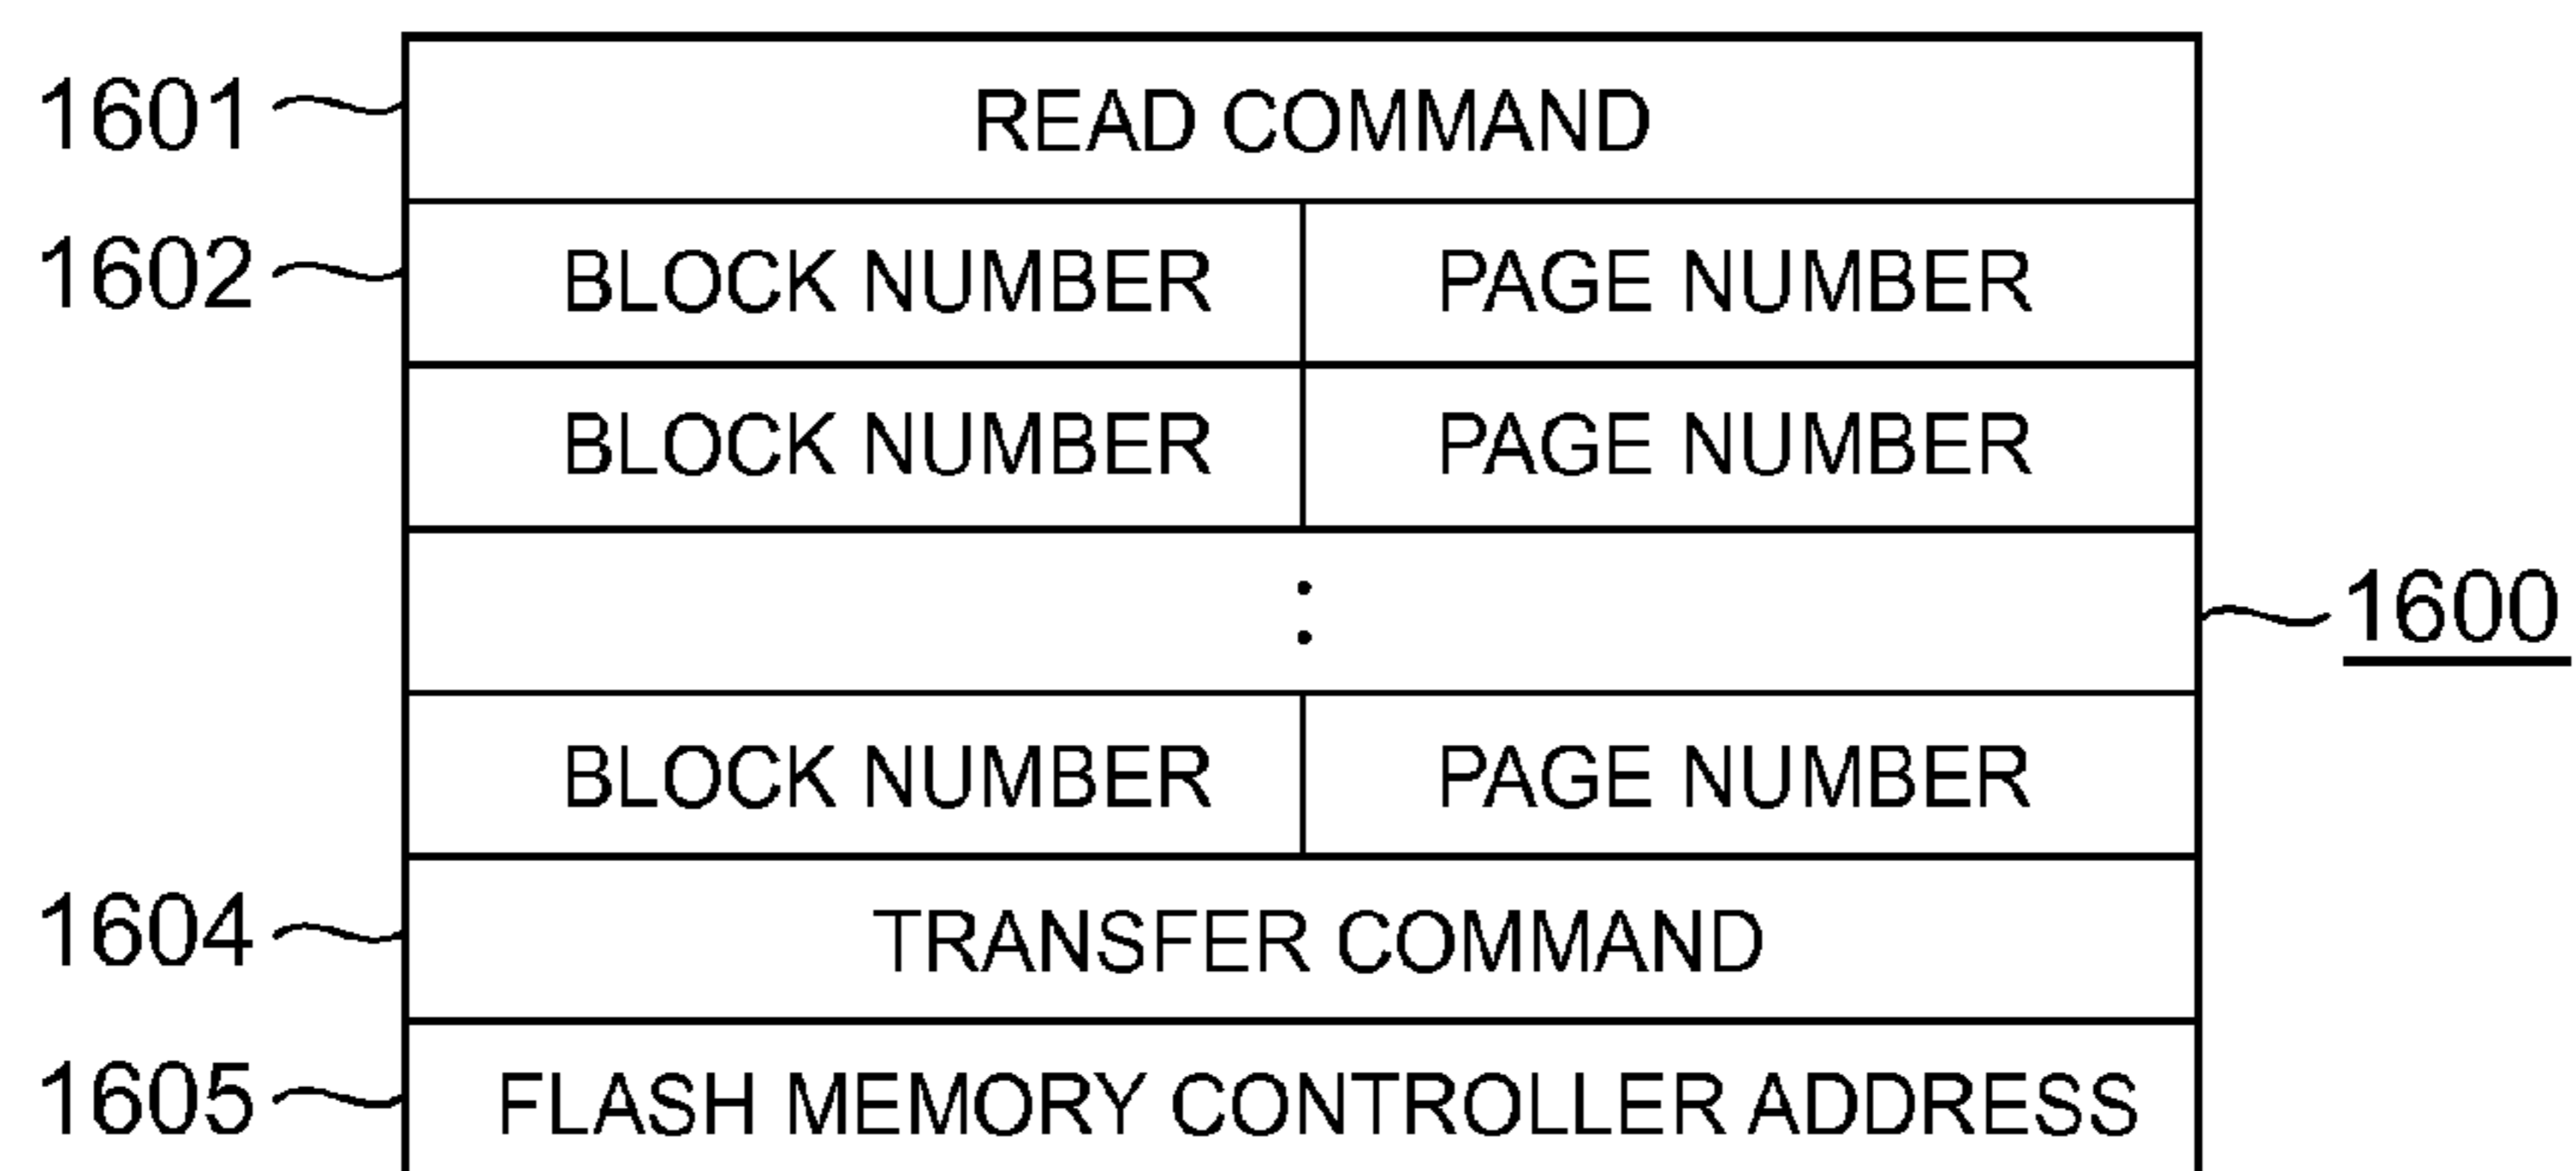 1601 READ COMMAND
1602 BLOCK NUMBER PAGE NUMBER
BLOCK NUMBER PAGE NUMBER
:
1600
BLOCK NUMBER PAGE NUMBER
1604 TRANSFER COMMAND
1605 FLASH MEMORY CONTROLLER ADDRESS